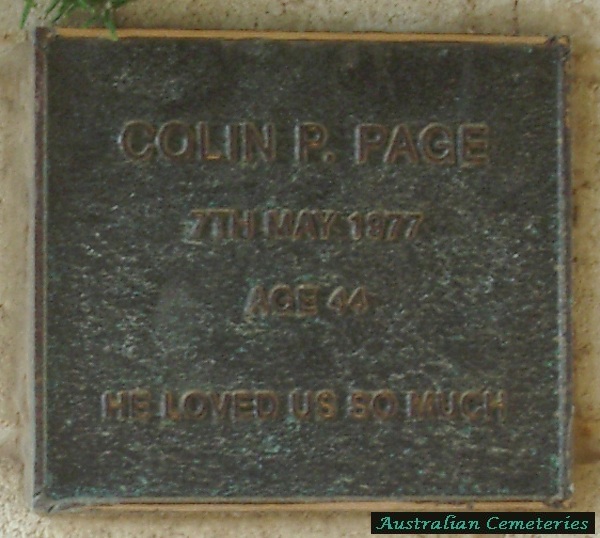 COLIN P. PAGE
7TH MAY 1977
AGE 44
HE LOVED US SO MUCH
Australian Cemeteries